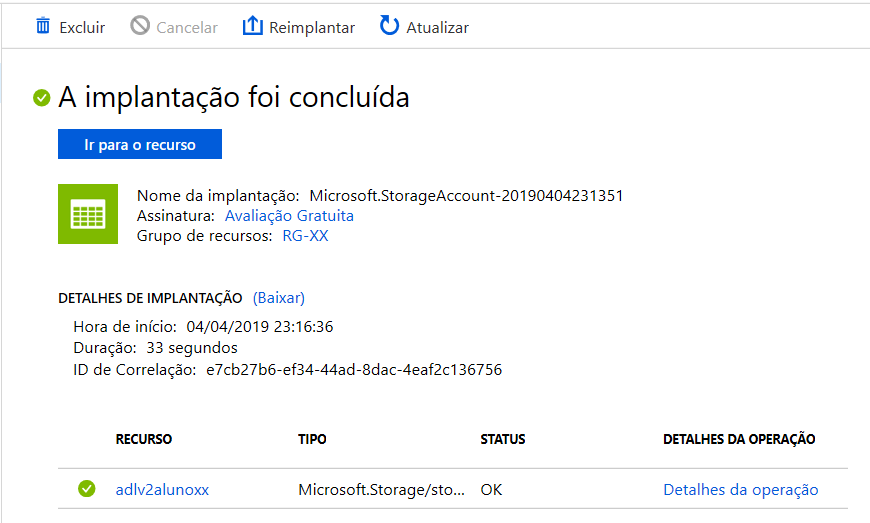 Excluir Cancelar Reimplantar Atualizar
A implantação foi concluída
Ir para o recurso
Nome da implantação: Microsoft.StorageAccount-20190404231351
Assinatura: Avaliação Gratuita
Grupo de recursos: RG-XX
DETALHES DE IMPLANTAÇÃO (Baixar)
Hora de início: 04/04/2019 23:16:36
Duração: 33 segundos
ID de Correlação: e7cb27b6-ef34-44ad-8dac-4eaf2c136756
RECURSO TIPO STATUS DETALHES DA OPERAÇÃO
adlv2alunoxx Microsoft.Storage/sto... OK Detalhes da operação